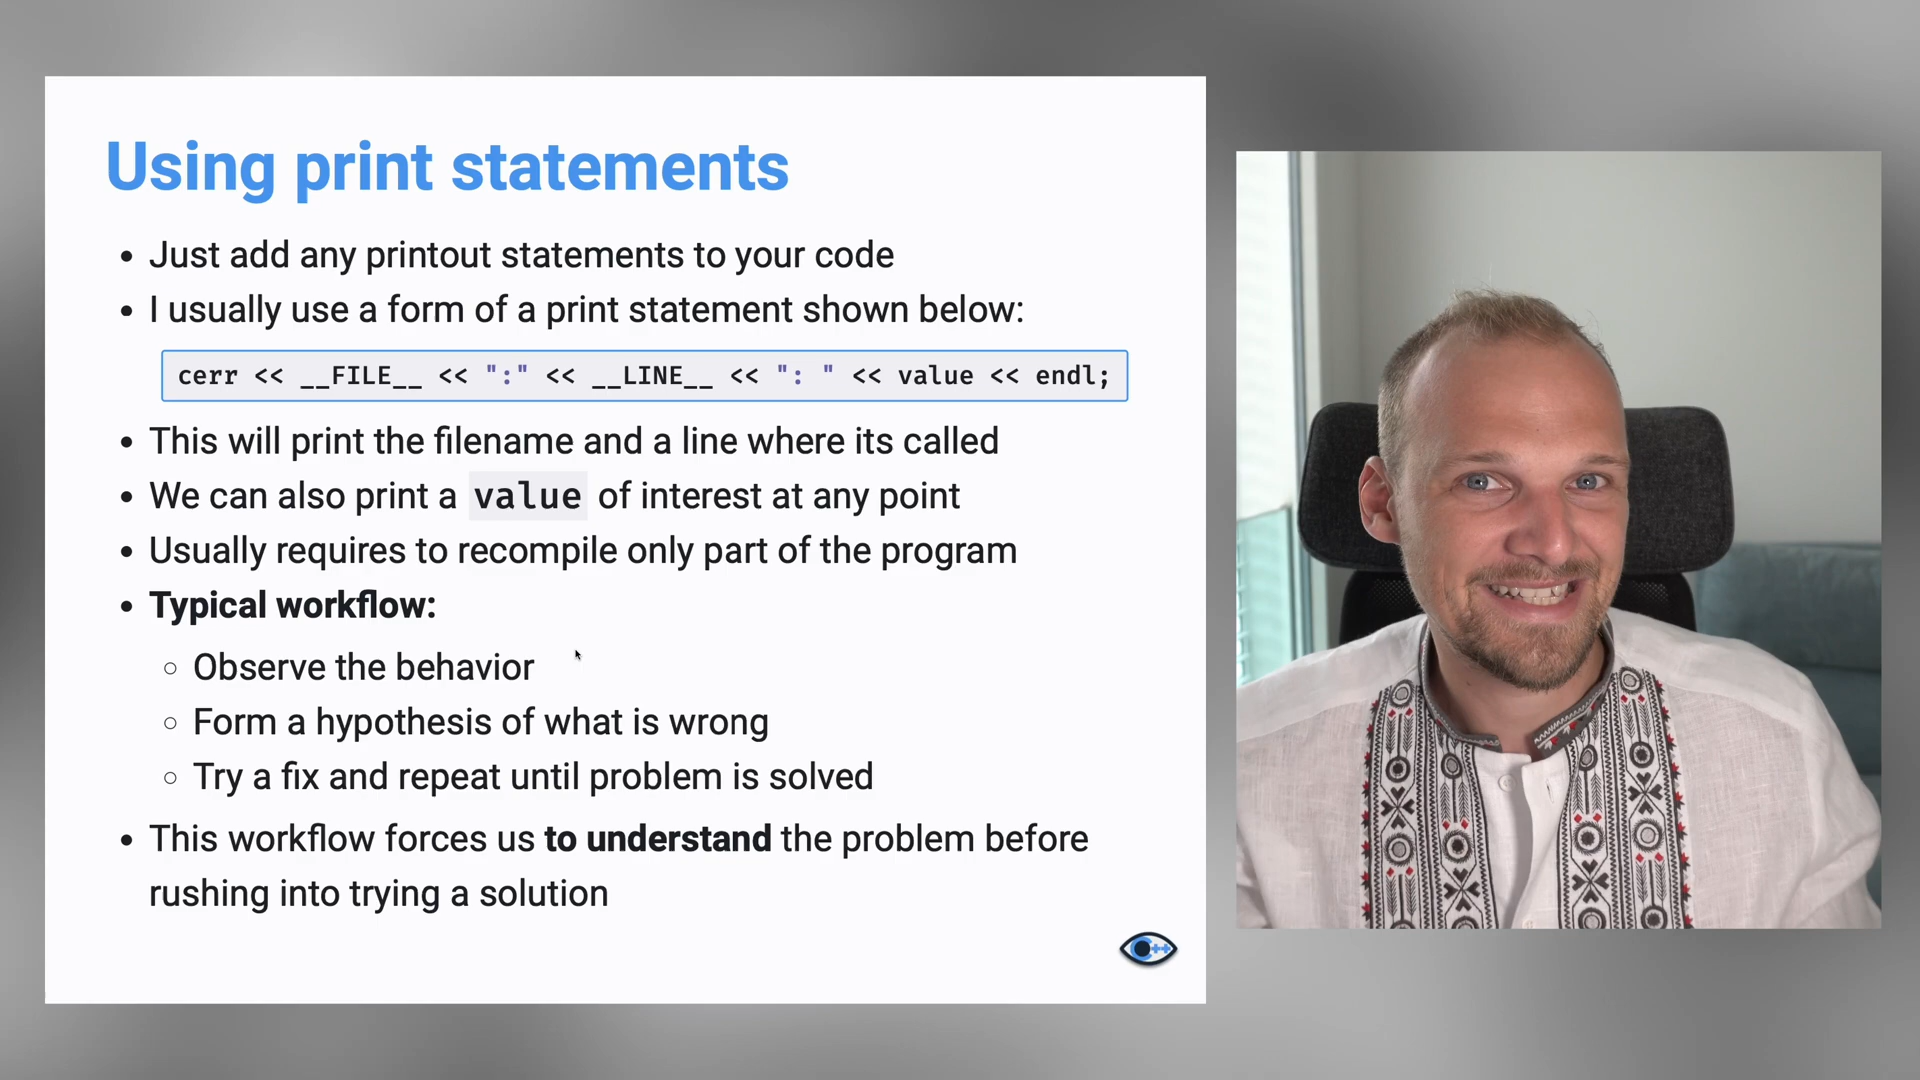 Using print statements
• Just add any printout statements to your code
• I usually use a form of a print statement shown below:
cerr << __FILE__ << ":" << __LINE__ << ": " << value << endl;
• This will print the filename and a line where its called
• We can also print a value of interest at any point
• Usually requires to recompile only part of the program
• Typical workflow:
○ Observe the behavior
○ Form a hypothesis of what is wrong
○ Try a fix and repeat until problem is solved
• This workflow forces us to understand the problem before
rushing into trying a solution
C++